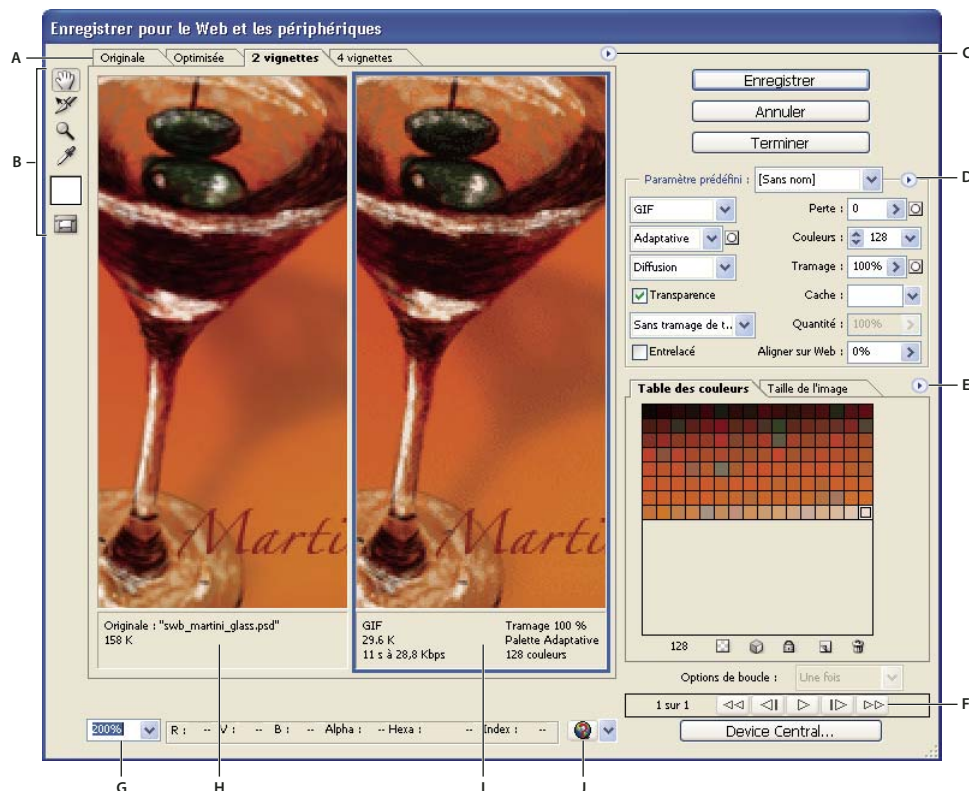 Enregistrer pour le Web et les périphériques
A
Originale Optimisée 2 vignettes 4 vignettes
C
B
Enregistrer
Annuler
Terminer
Paramètre prédéfini : [Sans nom]
D
GIF Perte : 0
Adaptative Couleurs : 128
Diffusion Tramage : 100%
Transparence Cache :
Sans tramage de t.. Quantité : 100%
Entrelacé Aligner sur Web : 0%
Table des couleurs Taille de l'image
E
Marti
Marti
Originale : "swb_martini_glass.psd"
158 K
GIF Tramage 100 %
29.6 K Palette Adaptative
11 s à 28,8 Kbps 128 couleurs
128
Options de boucle : Une fois
1 sur 1
F
200% R : -- V : -- B : -- Alpha : -- Hexa : -- Index : --
Device Central...
G H I J